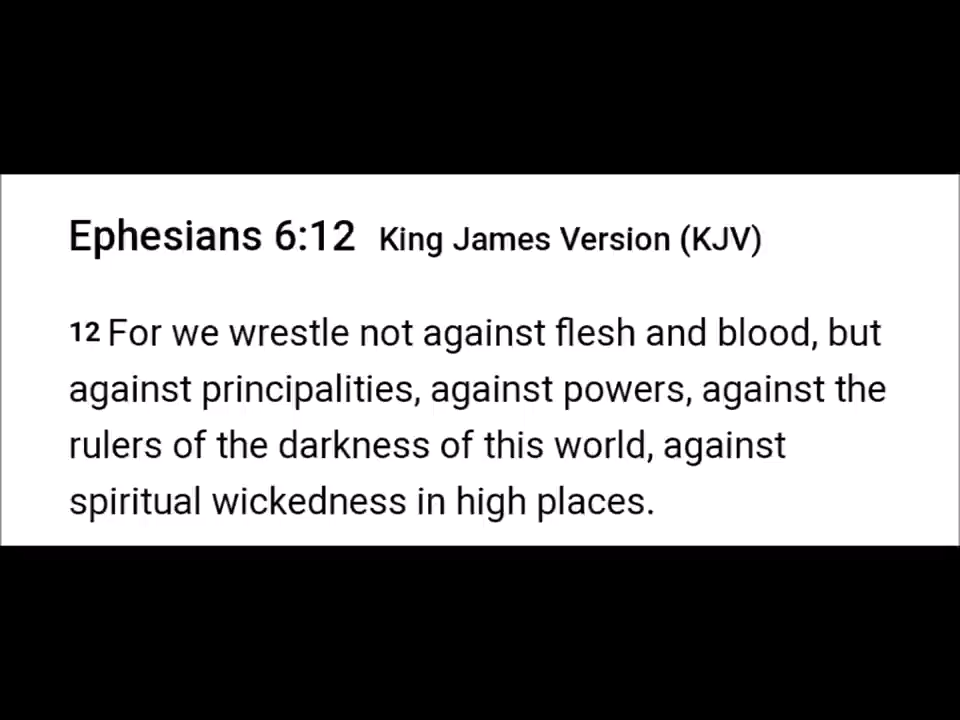 Ephesians 6:12 King James Version (KJV)
12 For we wrestle not against flesh and blood, but
against principalities, against powers, against the
rulers of the darkness of this world, against
spiritual wickedness in high places.